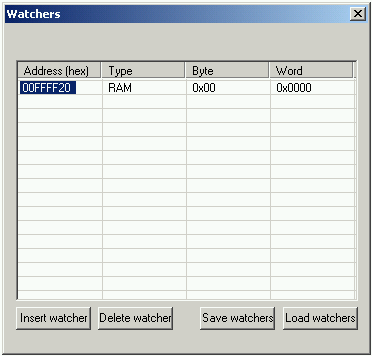 Watchers
Address (hex) Type Byte Word
00FFFF20 RAM 0x00 0x0000
Insert watcher Delete watcher Save watchers Load watchers